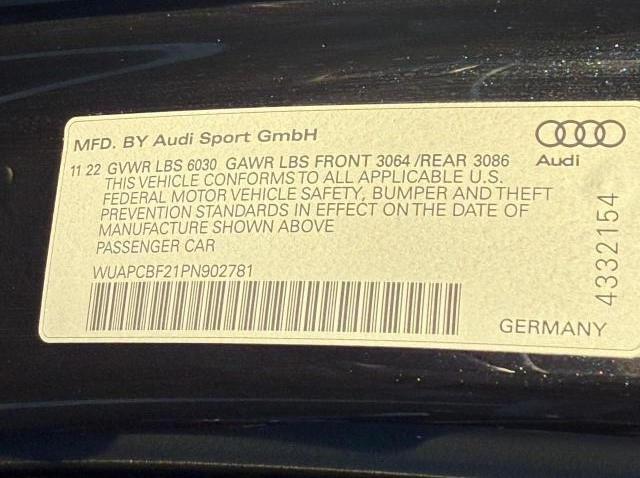 MFD. BY Audi Sport GmbH
11 22 GVWR LBS 6030 GAWR LBS FRONT 3064 /REAR 3086
THIS VEHICLE CONFORMS TO ALL APPLICABLE U.S.
FEDERAL MOTOR VEHICLE SAFETY, BUMPER AND THEFT
PREVENTION STANDARDS IN EFFECT ON THE DATE OF
MANUFACTURE SHOWN ABOVE
PASSENGER CAR
WUAPCBF21PN902781
Audi
4332154
GERMANY